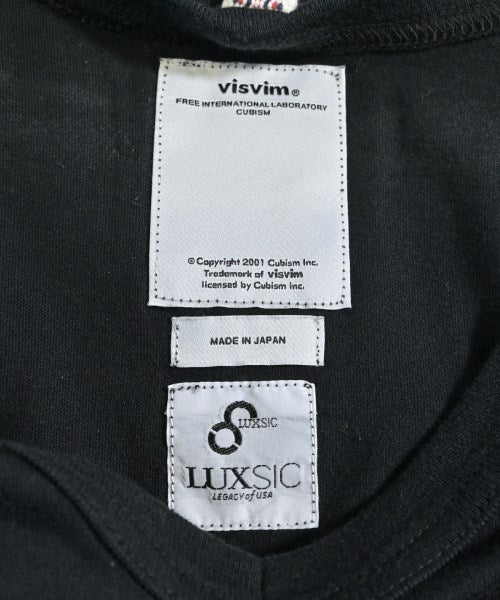 visvim®
FREE INTERNATIONAL LABORATORY
CUBISM
©Copyright 2001 Cubism Inc.
Trademark of visvim
licensed by Cubism Inc.
MADE IN JAPAN
LUXSIC
LUXSIC
LEGACY of USA